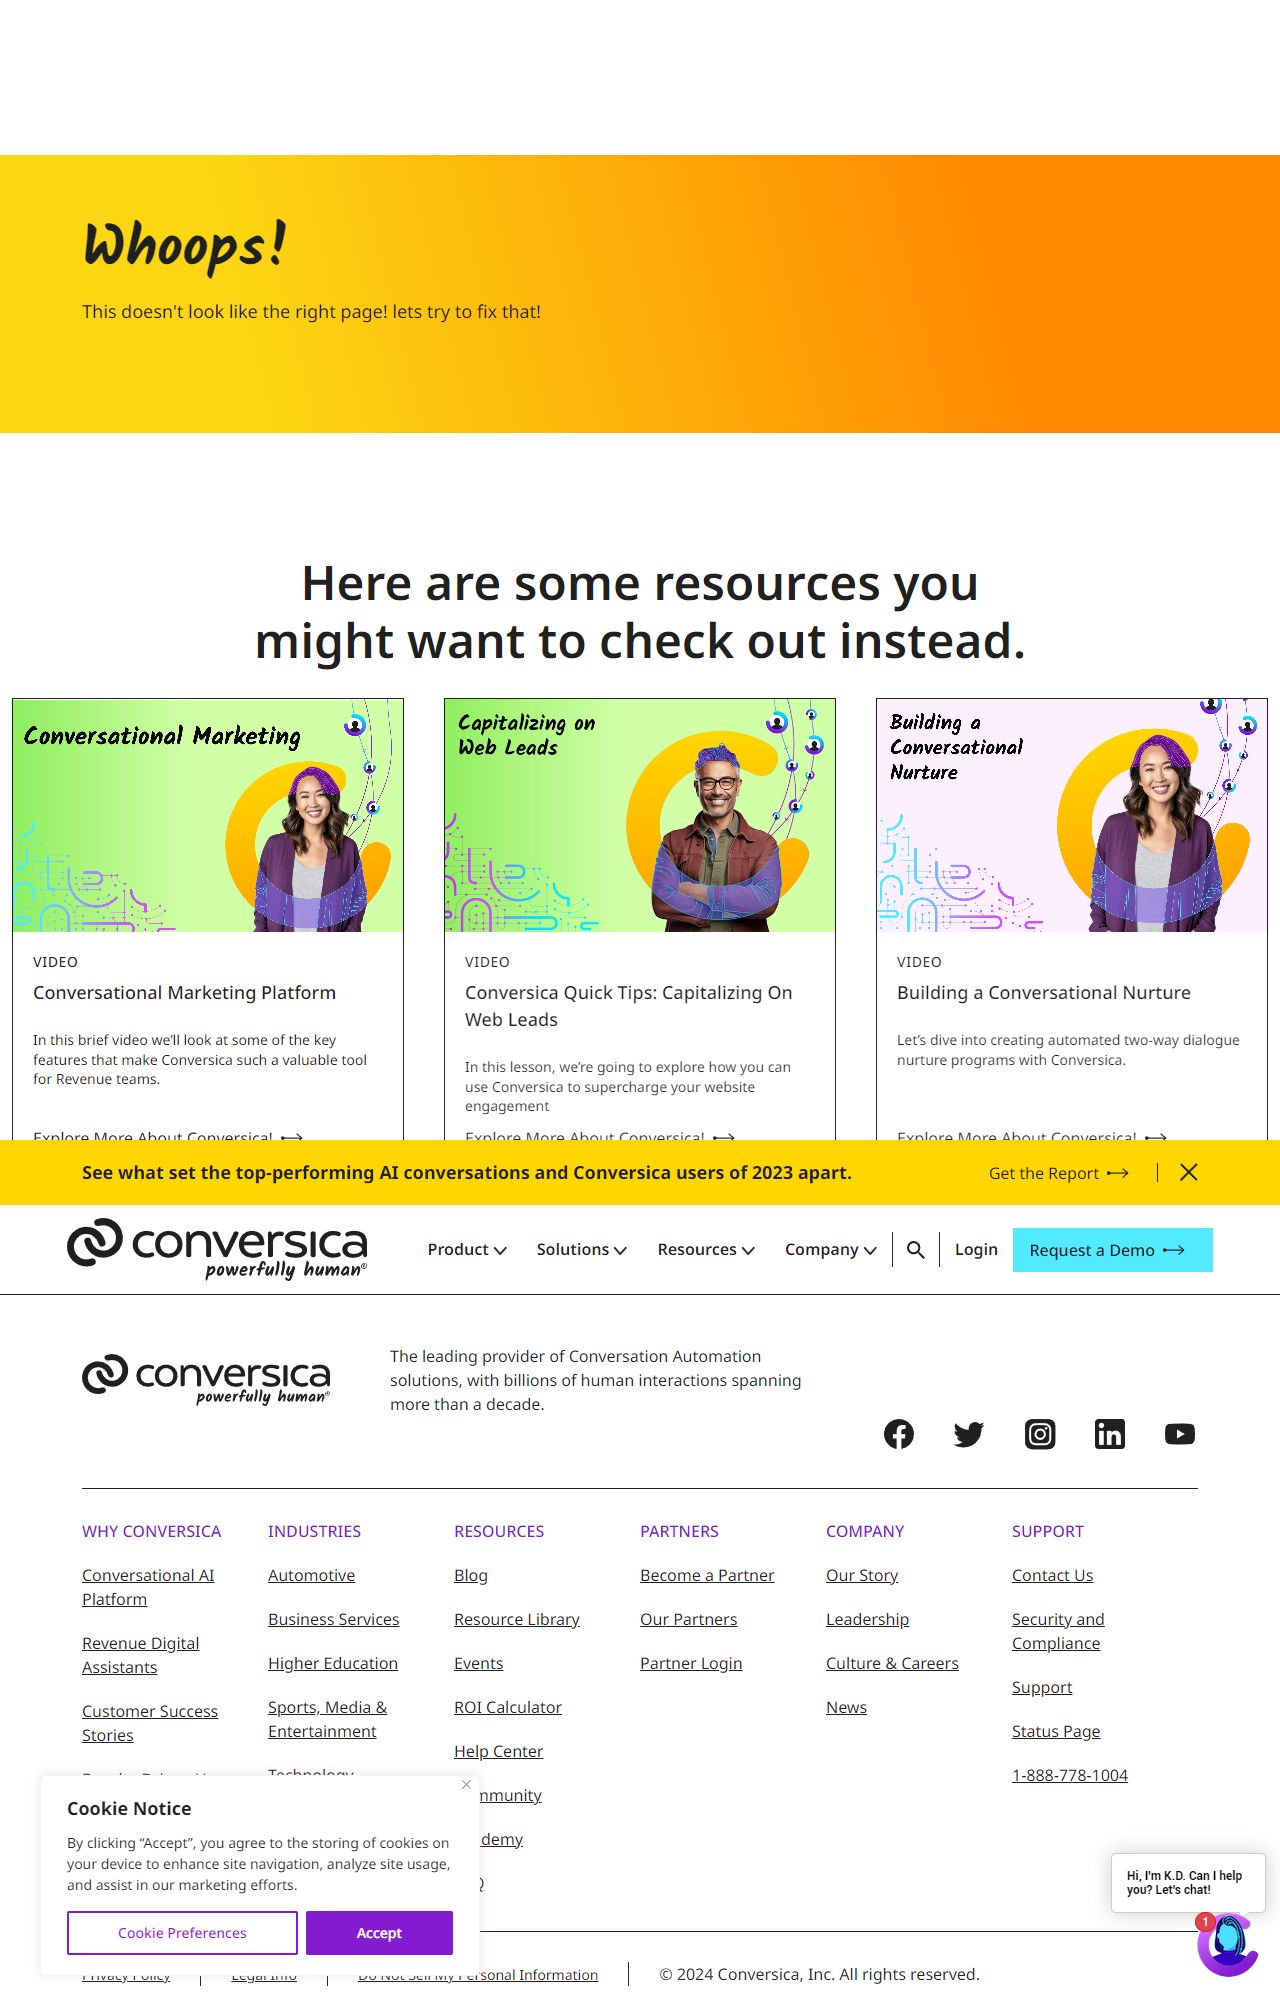 Whoops!
This doesn't look like the right page! lets try to fix that!
Here are some resources you
might want to check out instead.
Conversational Marketing
VIDEO
Conversational Marketing Platform
In this brief video we’ll look at some of the key
features that make Conversica such a valuable tool
for Revenue teams.
Explore More About Conversica!
Capitalizing on
Web Leads
VIDEO
Conversica Quick Tips: Capitalizing On
Web Leads
In this lesson, we’re going to explore how you can
use Conversica to supercharge your website
engagement
Explore More About Conversica!
Building a
Conversational
Nurture
VIDEO
Building a Conversational Nurture
Let’s dive into creating automated two-way dialogue
nurture programs with Conversica.
Explore More About Conversica!
See what set the top-performing AI conversations and Conversica users of 2023 apart.
Get the Report
conversica
powerfully human®
Product
Solutions
Resources
Company
Login
Request a Demo
conversica
powerfully human®
The leading provider of Conversation Automation
solutions, with billions of human interactions spanning
more than a decade.
WHY CONVERSICA
Conversational AI
Platform
Revenue Digital
Assistants
Customer Success
Stories
INDUSTRIES
Automotive
Business Services
Higher Education
Sports, Media &
Entertainment
Technology
RESOURCES
Blog
Resource Library
Events
ROI Calculator
Help Center
mmunity
demy
PARTNERS
Become a Partner
Our Partners
Partner Login
COMPANY
Our Story
Leadership
Culture & Careers
News
SUPPORT
Contact Us
Security and
Compliance
Support
Status Page
1-888-778-1004
Cookie Notice
By clicking “Accept”, you agree to the storing of cookies on
your device to enhance site navigation, analyze site usage,
and assist in our marketing efforts.
Cookie Preferences
Accept
Hi, I'm K.D. Can I help
you? Let's chat!
1
Privacy Policy
Legal Info
Do Not Sell My Personal Information
© 2024 Conversica, Inc. All rights reserved.